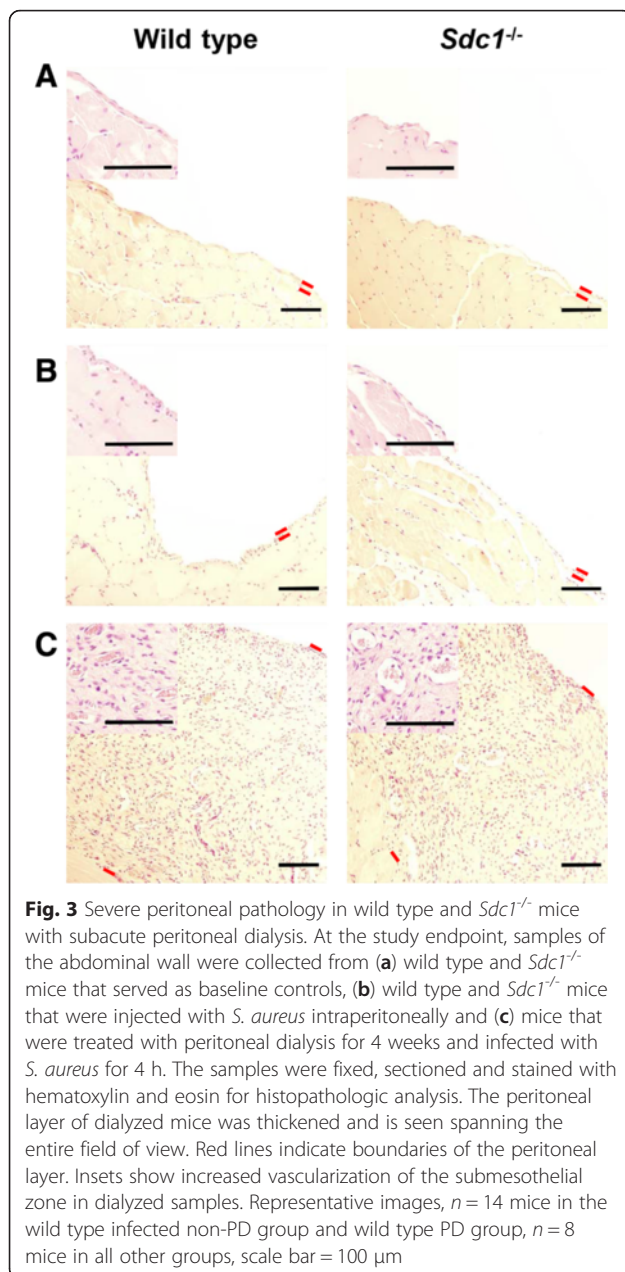 Wild type Sdc1-/-
A
B
C
Fig. 3 Severe peritoneal pathology in wild type and Sdc1-/- mice
with subacute peritoneal dialysis. At the study endpoint, samples of
the abdominal wall were collected from (a) wild type and Sdc1-/-
mice that served as baseline controls, (b) wild type and Sdc1-/- mice
that were injected with S. aureus intraperitoneally and (c) mice that
were treated with peritoneal dialysis for 4 weeks and infected with
S. aureus for 4 h. The samples were fixed, sectioned and stained with
hematoxylin and eosin for histopathologic analysis. The peritoneal
layer of dialyzed mice was thickened and is seen spanning the
entire field of view. Red lines indicate boundaries of the peritoneal
layer. Insets show increased vascularization of the submesothelial
zone in dialyzed samples. Representative images, n = 14 mice in the
wild type infected non-PD group and wild type PD group, n = 8
mice in all other groups, scale bar = 100 μm